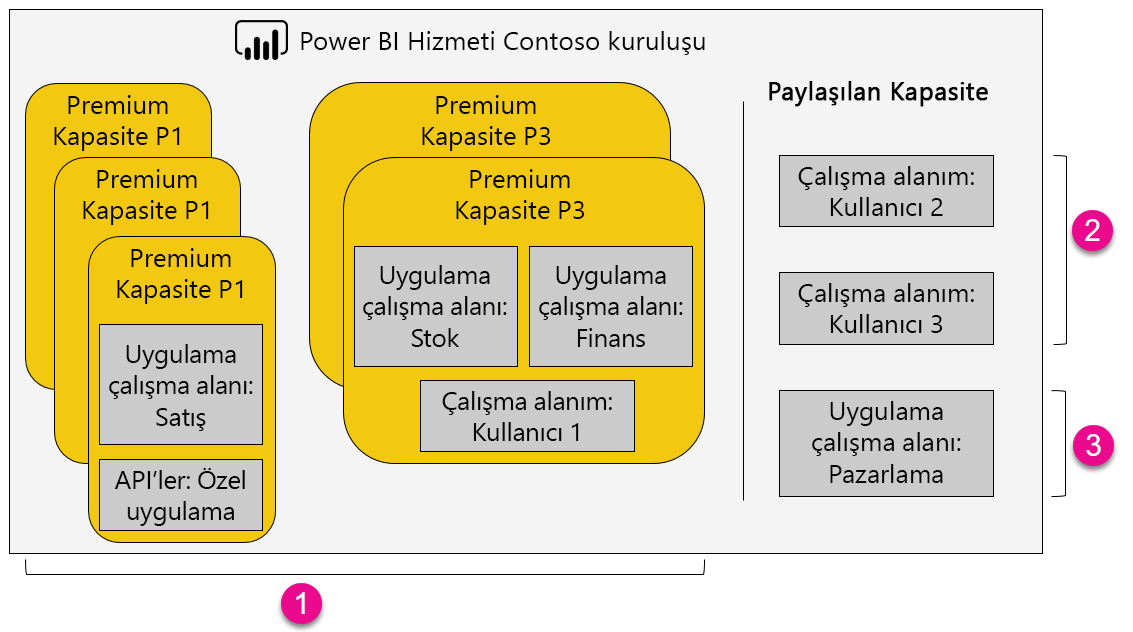 Power BI Hizmeti Contoso kuruluşu
Premium
Kapasite P1
Premium
Kapasite P1
Premium
Kapasite P1
Uygulama
çalışma alanı:
Satış
API'ler: Özel
uygulama
Premium
Kapasite P3
Premium
Kapasite P3
Uygulama
çalışma alanı:
Stok
Uygulama
çalışma alanı:
Finans
Çalışma alanım:
Kullanıcı 1
Paylaşılan Kapasite
Çalışma alanım:
Kullanıcı 2
Çalışma alanım:
Kullanıcı 3
2
Uygulama
çalışma alanı:
Pazarlama
3
1